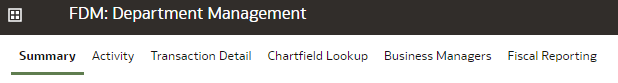 FDM: Department Management
Summary Activity Transaction Detail Chartfield Lookup Business Managers Fiscal Reporting